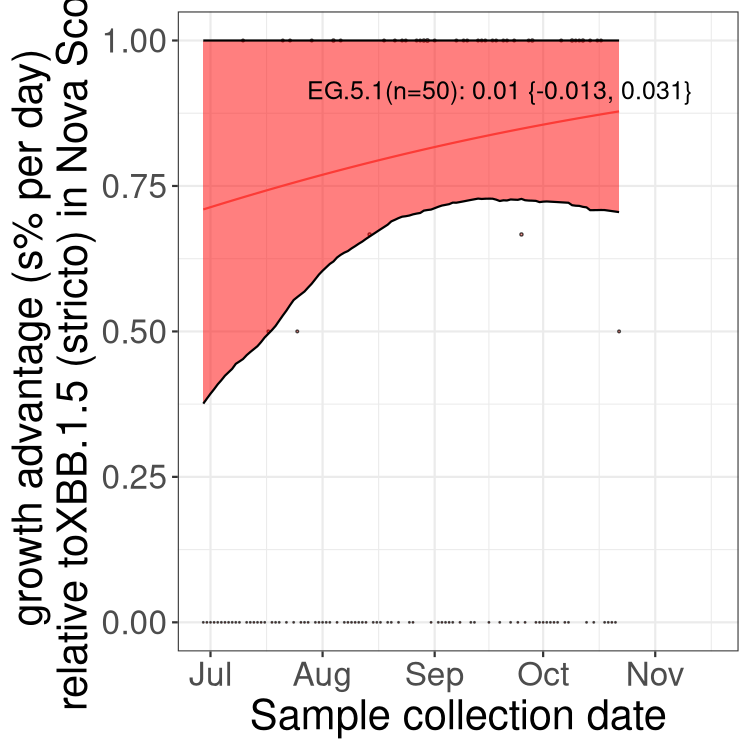 growth advantage (s% per day)
relative toXBB.1.5 (stricto) in Nova Sco
1.00
0.75
0.50
0.25
0.00
EG.5.1(n=50): 0.01 {-0.013, 0.031}
Jul Aug Sep Oct Nov
Sample collection date